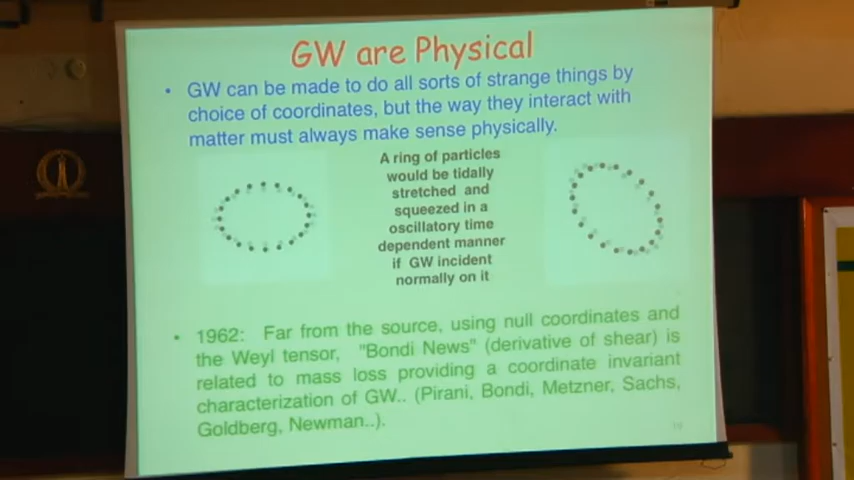 GW are Physical
• GW can be made to do all sorts of strange things by
choice of coordinates, but the way they interact with
matter must always make sense physically.
A ring of particles
would be tidally
stretched and
squeezed in a
oscillatory time
dependent manner
if GW incident
normally on it
• 1962: Far from the source, using null coordinates and
the Weyl tensor, "Bondi News" (derivative of shear) is
related to mass loss providing a coordinate invariant
characterization of GW.. (Pirani, Bondi, Metzner, Sachs,
Goldberg, Newman..).